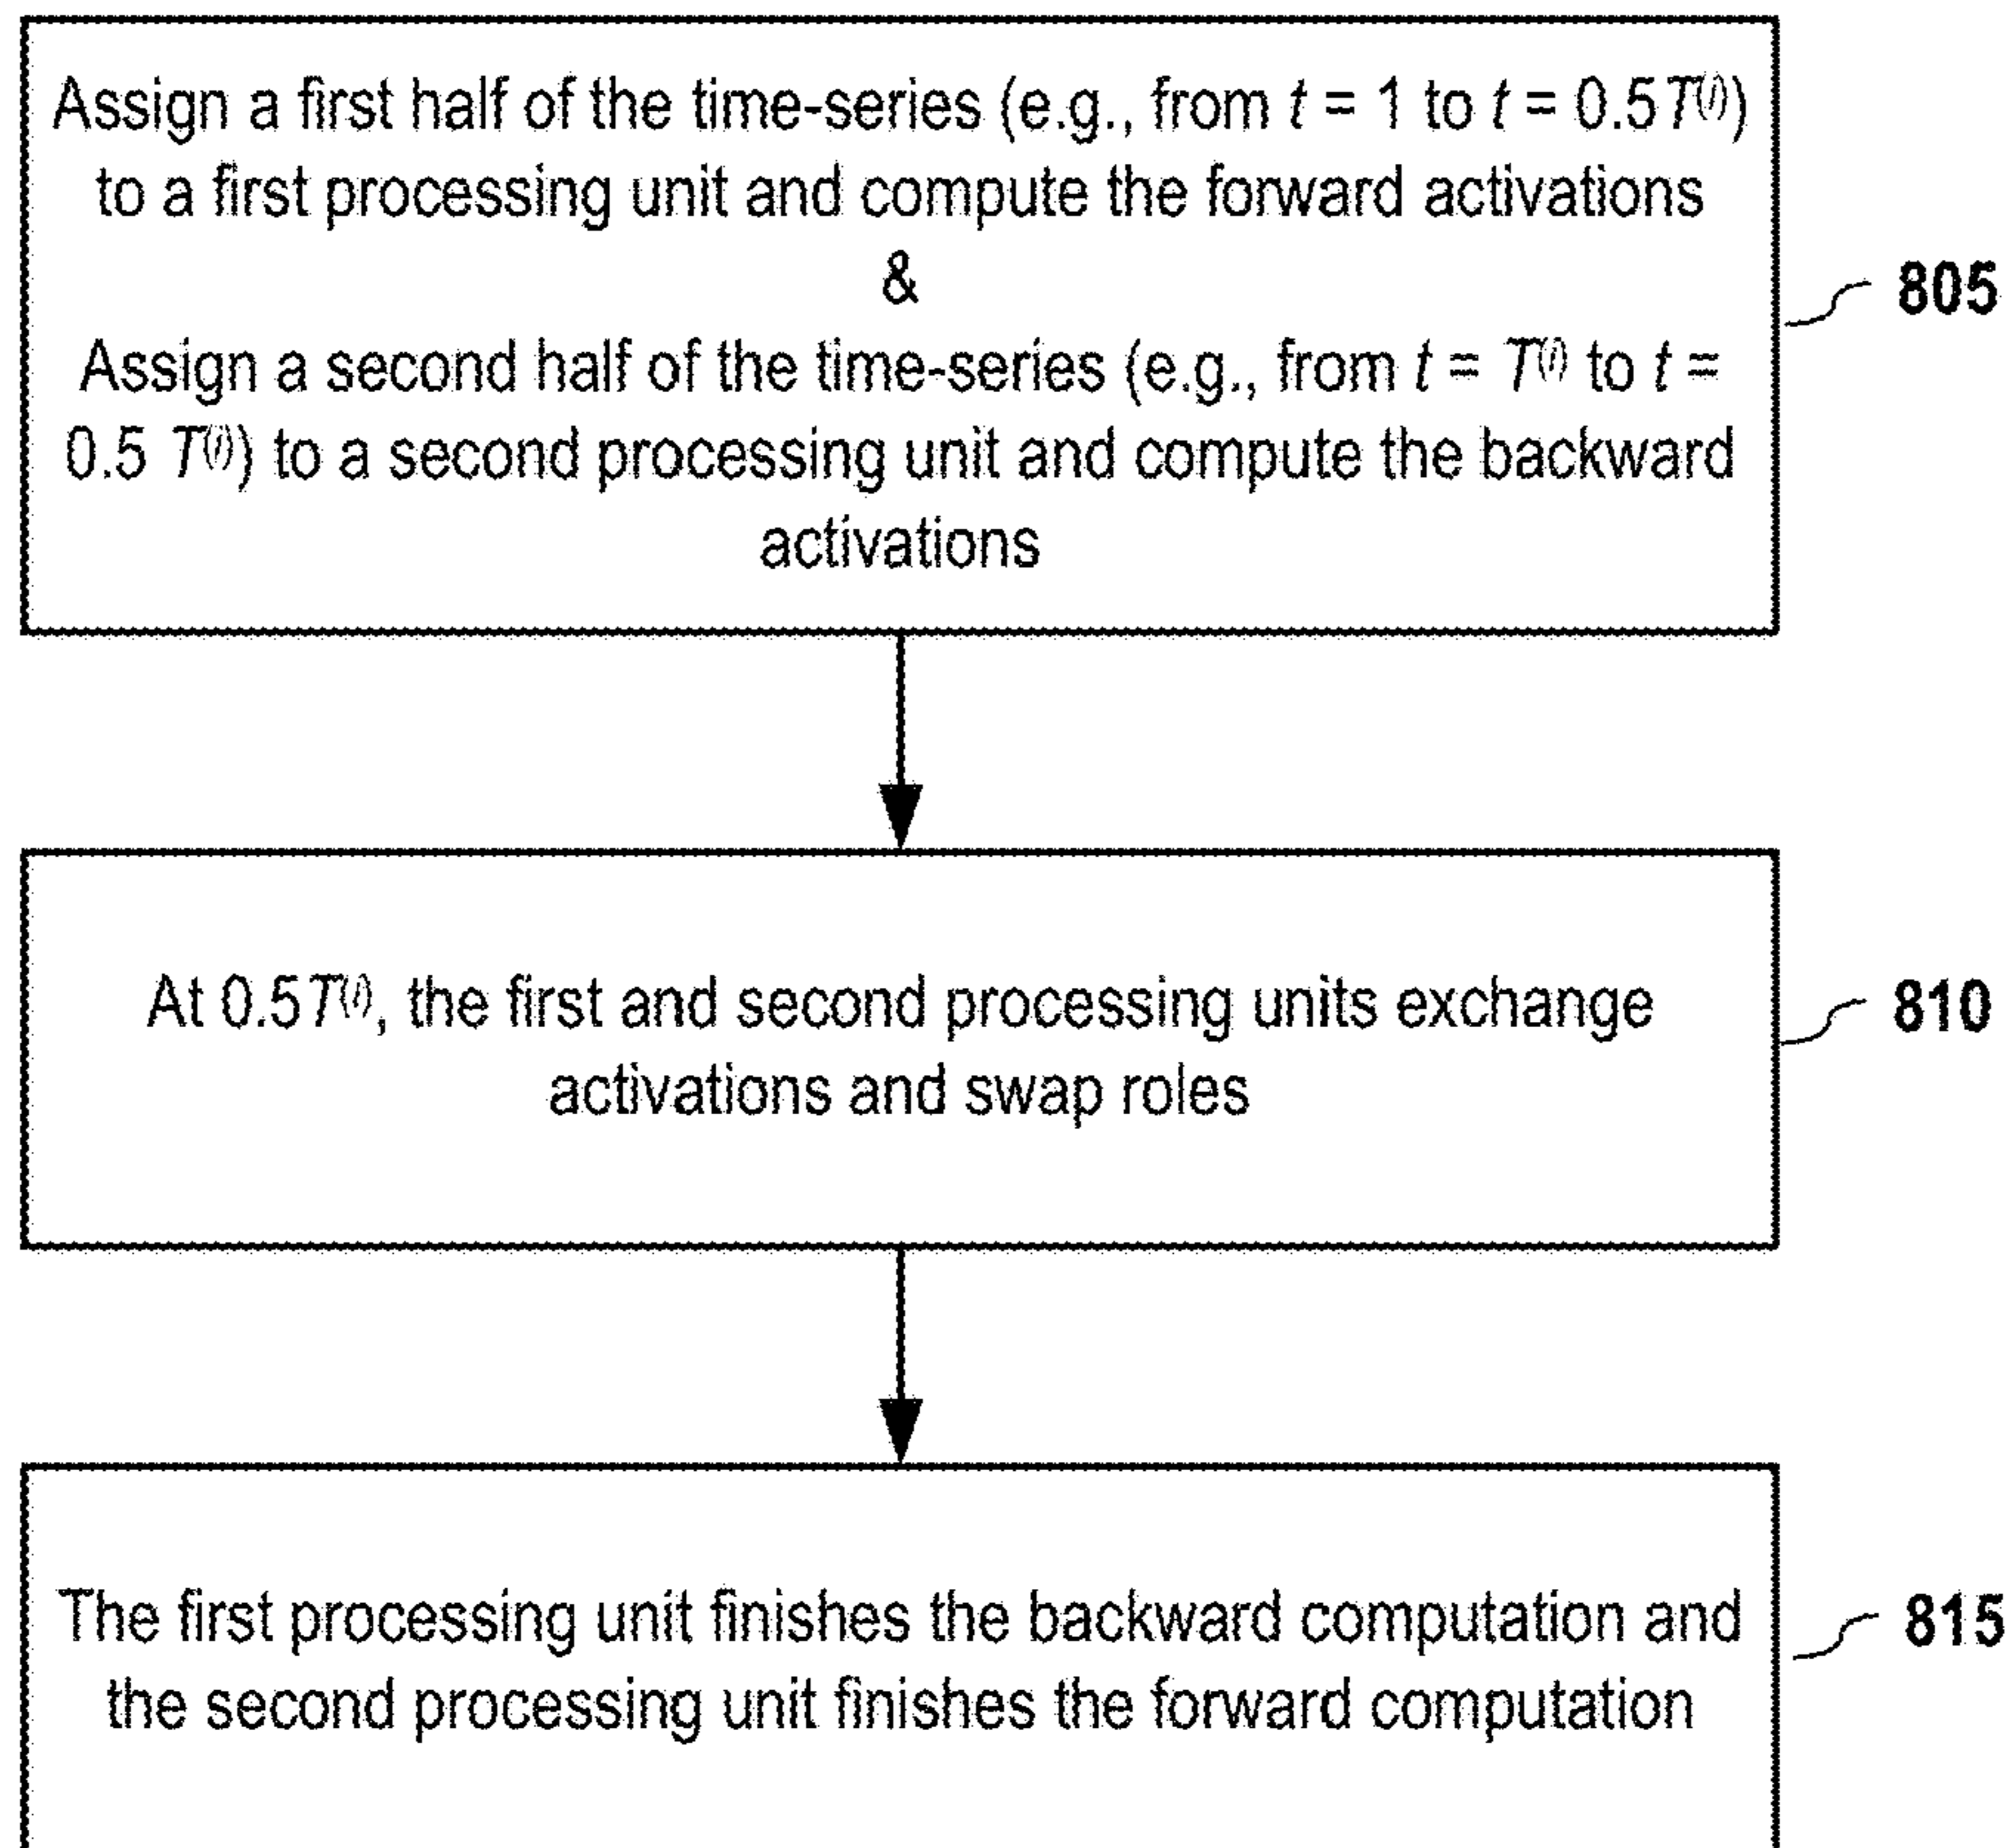 Assign a first half of the time-series (e.g., from t = 1 to t = 0.5T⁽ⁱ⁾)
to a first processing unit and compute the forward activations
&
Assign a second half of the time-series (e.g., from t = T⁽ⁱ⁾ to t =
0.5 T⁽ⁱ⁾) to a second processing unit and compute the backward
activations
805
At 0.5T⁽ⁱ⁾, the first and second processing units exchange
activations and swap roles
810
The first processing unit finishes the backward computation and
the second processing unit finishes the forward computation
815